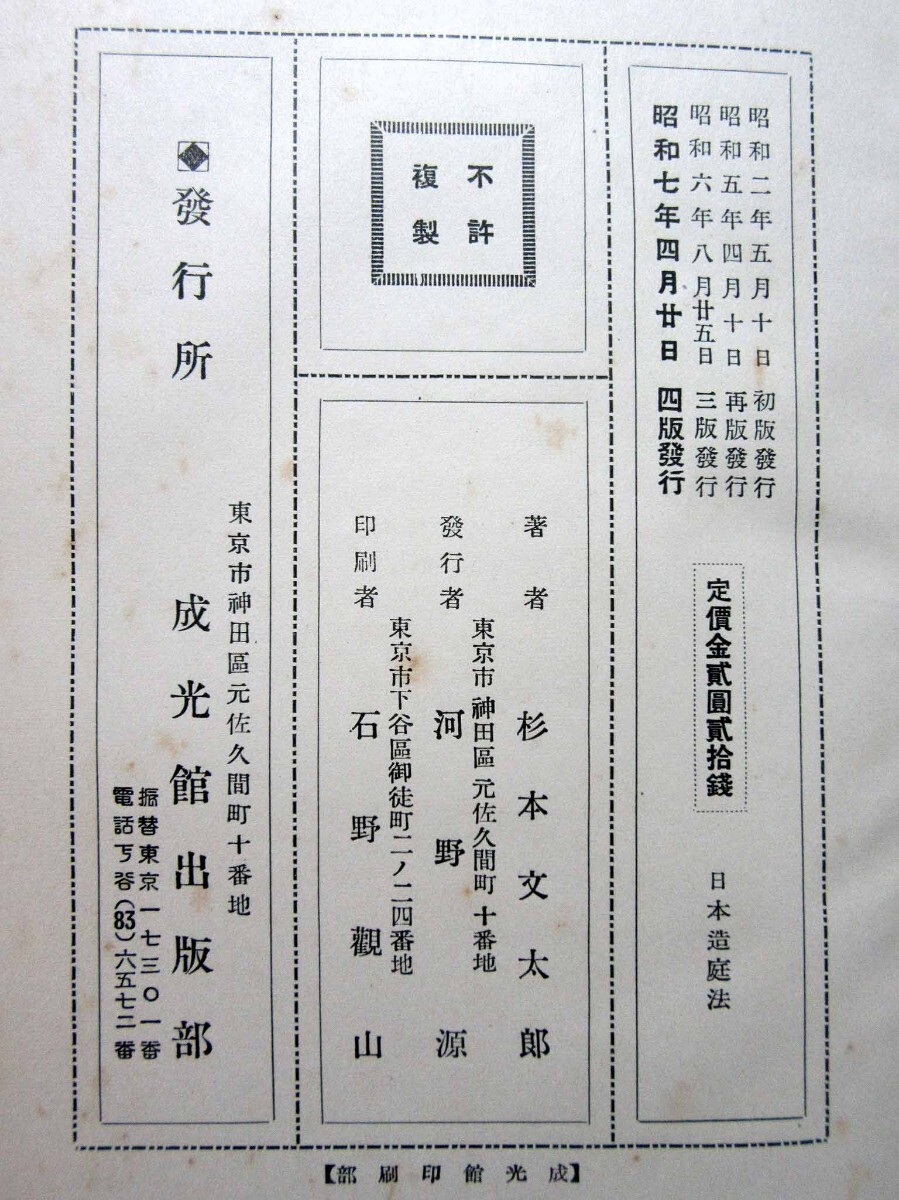 昭和二年五月十日 初版發行
昭和五年四月十日 再版發行
昭和六年八月廿五日 三版發行
昭和七年四月廿日 四版發行
定價金貳圓貳拾錢
日本造庭法
不許
複製
著者 杉本文太郎
東京市神田區元佐久間町十番地
發行者 河野源
東京市下谷區御徒町二ノ二四番地
印刷者 石野觀山
發行所
東京市神田區元佐久間町十番地
成光館出版部
振替東京一七三〇一番
電話下谷(83)六五七二番
【部刷印館光成】